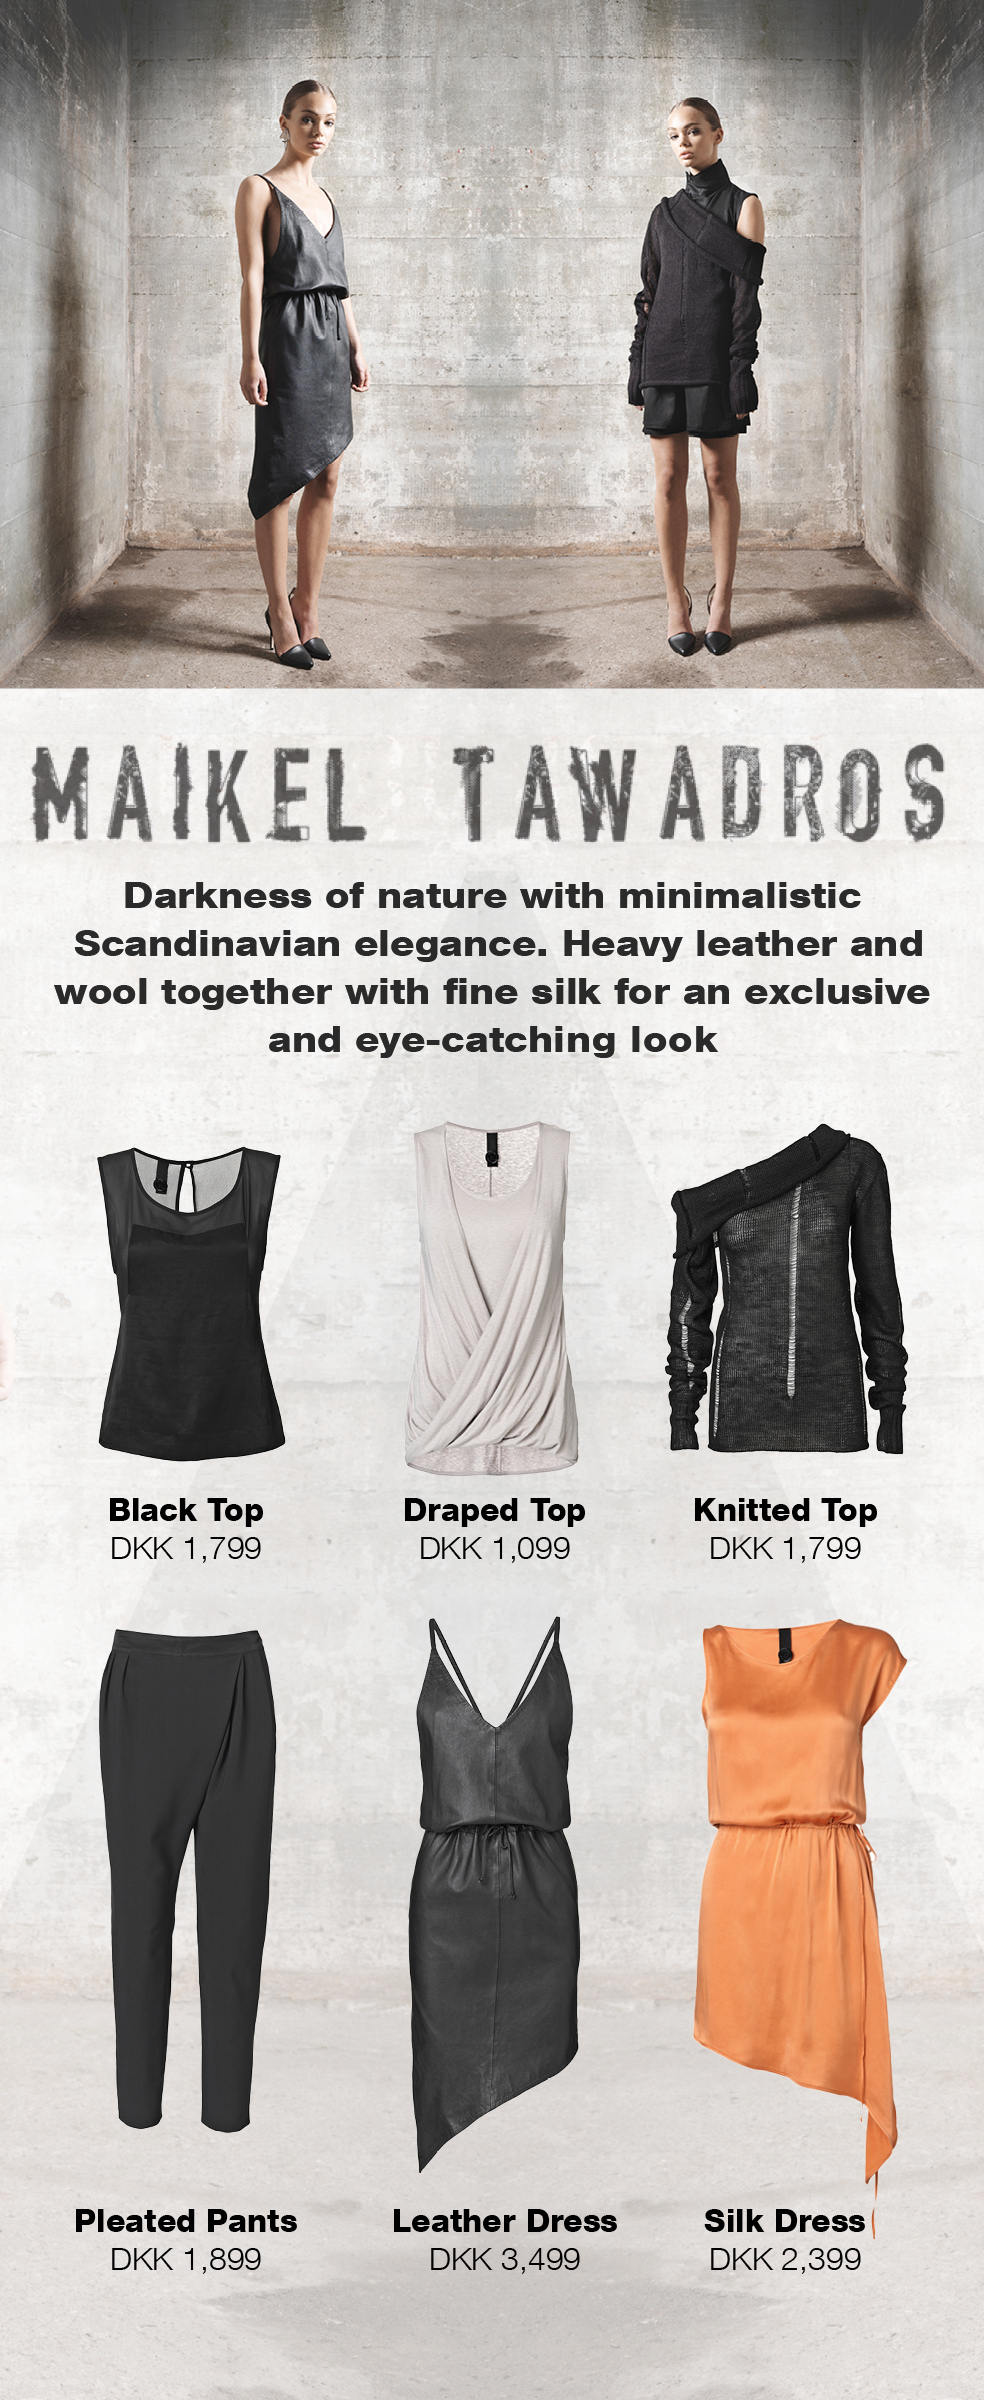 MAIKEL TAWADROS
Darkness of nature with minimalistic
Scandinavian elegance. Heavy leather and
wool together with fine silk for an exclusive
and eye-catching look
Black Top
DKK 1,799
Draped Top
DKK 1,099
Knitted Top
DKK 1,799
Pleated Pants
DKK 1,899
Leather Dress
DKK 3,499
Silk Dress
DKK 2,399